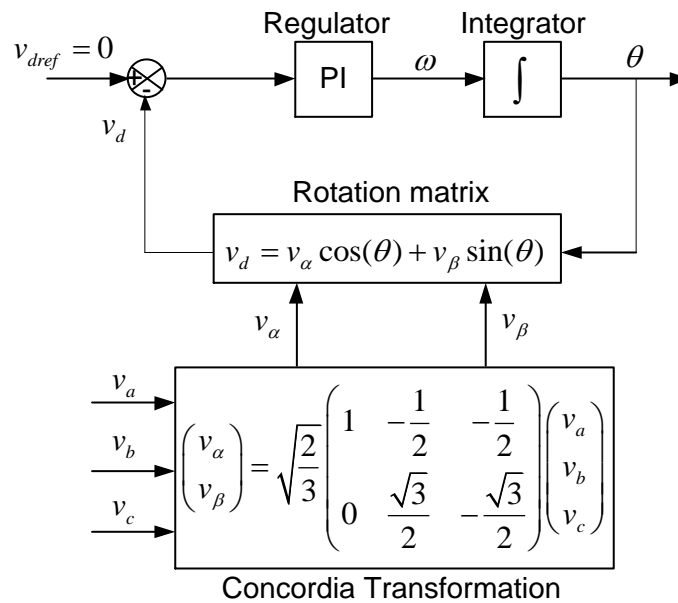 Regulator
Integrator
v_dref = 0
+
-
PI
ω
∫
θ
v_d
Rotation matrix
v_d = v_α cos(θ) + v_β sin(θ)
v_α
v_β
v_a
v_b
v_c
(v_α v_β) = √(2/3) (1 -1/2 -1/2 0 √3/2 -√3/2) (v_a v_b v_c)
Concordia Transformation